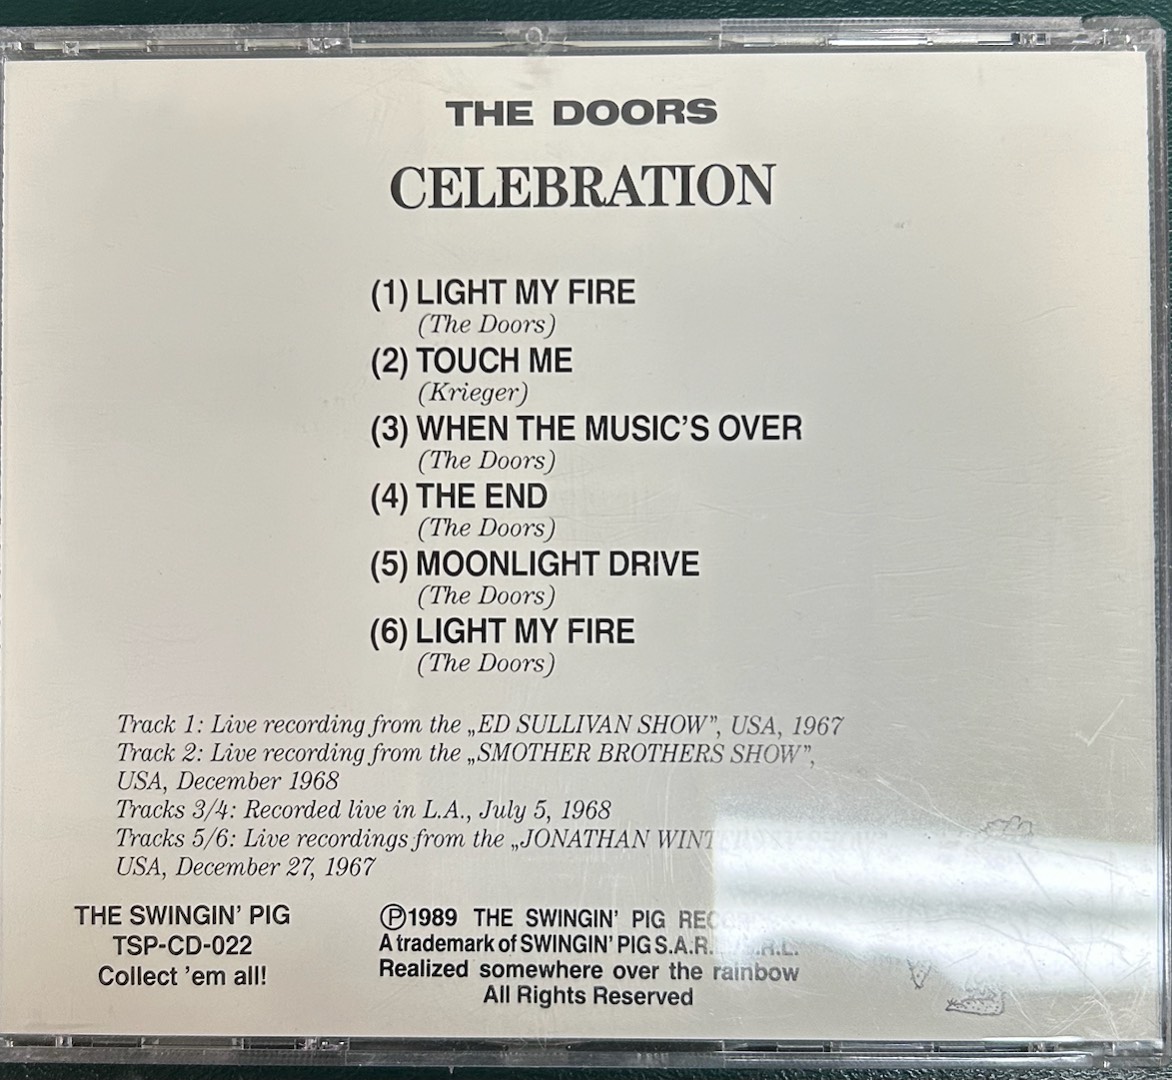 THE DOORS
CELEBRATION
(1) LIGHT MY FIRE
(The Doors)
(2) TOUCH ME
(Krieger)
(3) WHEN THE MUSIC'S OVER
(The Doors)
(4) THE END
(The Doors)
(5) MOONLIGHT DRIVE
(The Doors)
(6) LIGHT MY FIRE
(The Doors)
Track 1: Live recording from the „ED SULLIVAN SHOW”, USA, 1967
Track 2: Live recording from the „SMOTHER BROTHERS SHOW”,
USA, December 1968
Tracks 3/4: Recorded live in L.A., July 5, 1968
Tracks 5/6: Live recordings from the „JONATHAN
USA, December 27, 1967
THE SWINGIN' PIG
TSP-CD-022
Collect 'em all!
Ⓟ1989 THE SWINGIN' PIG
A trademark of SWINGIN' PIG
Realized somewhere over the rainbow
All Rights Reserved